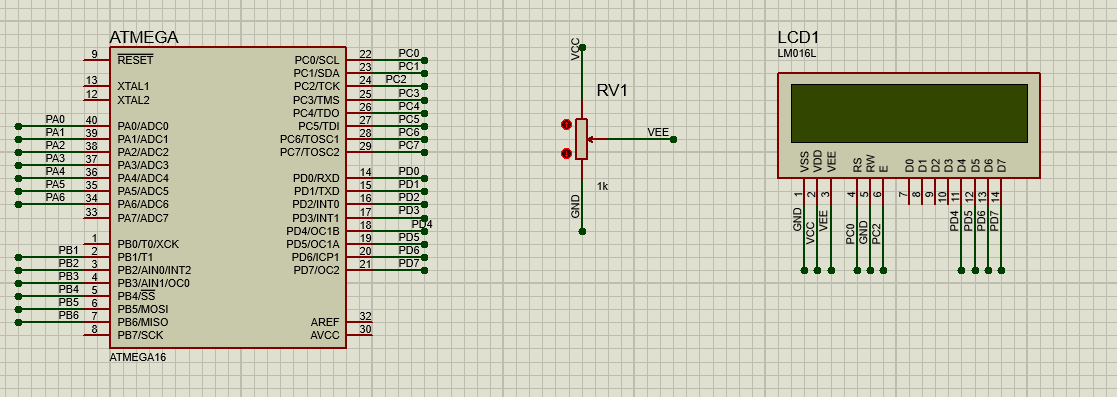 ATMEGA
9 RESET
13 XTAL1
12 XTAL2
PA0 40 PA0/ADC0
PA1 39 PA1/ADC1
PA2 38 PA2/ADC2
PA3 37 PA3/ADC3
PA4 36 PA4/ADC4
PA5 35 PA5/ADC5
PA6 34 PA6/ADC6
33 PA7/ADC7
1 PB0/T0/XCK
PB1 2 PB1/T1
PB2 3 PB2/AIN0/INT2
PB3 4 PB3/AIN1/OC0
PB4 5 PB4/SS
PB5 6 PB5/MOSI
PB6 7 PB6/MISO
8 PB7/SCK
PC0/SCL 22 PC0
PC1/SDA 23 PC1
PC2/TCK 24 PC2
PC3/TMS 25 PC3
PC4/TDO 26 PC4
PC5/TDI 27 PC5
PC6/TOSC1 28 PC6
PC7/TOSC2 29 PC7
PD0/RXD 14 PD0
PD1/TXD 15 PD1
PD2/INT0 16 PD2
PD3/INT1 17 PD3
PD4/OC1B 18 PD4
PD5/OC1A 19 PD5
PD6/ICP1 20 PD6
PD7/OC2 21 PD7
AREF 32
AVCC 30
ATMEGA16
VCC
RV1
VEE
1k
GND
LCD1
LM016L
VSS VDD VEE RS RW E D0 D1 D2 D3 D4 D5 D6 D7
1 2 3 4 5 6 7 8 9 10 11 12 13 14
GND VCC VEE PC0 GND PC2 PD4 PD5 PD6 PD7